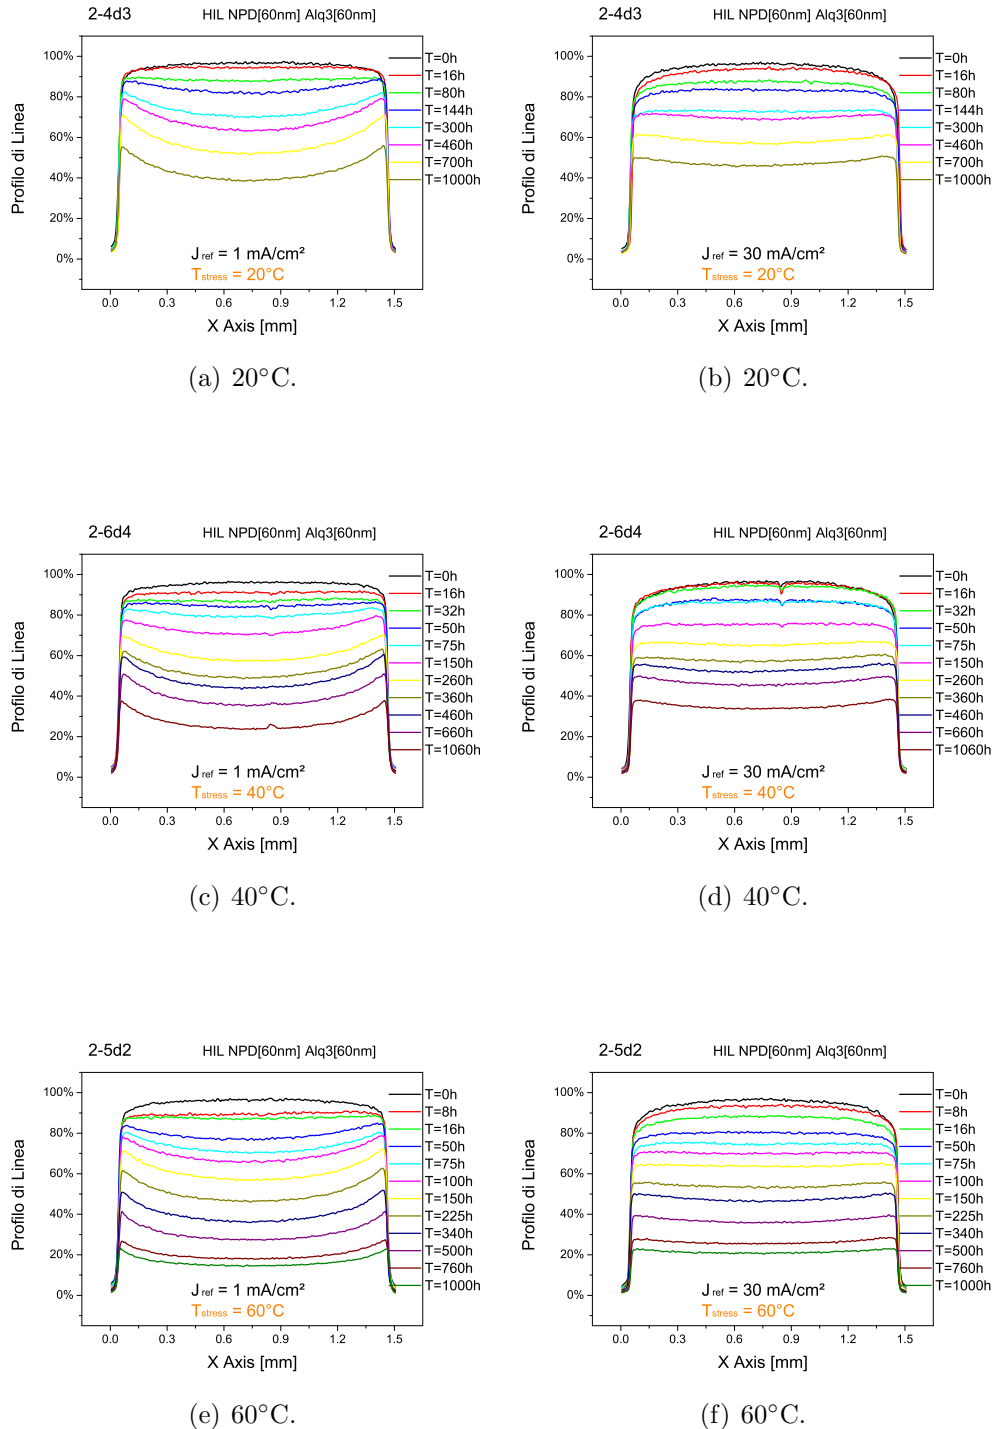 2-4d3
HIL NPD[60nm] Alq3[60nm]
Profilo di Linea
100%
80%
60%
40%
20%
0%
T=0h
T=16h
T=80h
T=144h
T=300h
T=460h
T=700h
T=1000h
Jref = 1 mA/cm²
Tstress = 20°C
0.0 0.3 0.6 0.9 1.2 1.5
X Axis [mm]
(a) 20°C.
2-4d3
HIL NPD[60nm] Alq3[60nm]
Profilo di Linea
100%
80%
60%
40%
20%
0%
T=0h
T=16h
T=80h
T=144h
T=300h
T=460h
T=700h
T=1000h
Jref = 30 mA/cm²
Tstress = 20°C
0.0 0.3 0.6 0.9 1.2 1.5
X Axis [mm]
(b) 20°C.
2-6d4
HIL NPD[60nm] Alq3[60nm]
Profilo di Linea
100%
80%
60%
40%
20%
0%
T=0h
T=16h
T=32h
T=50h
T=75h
T=150h
T=260h
T=360h
T=460h
T=660h
T=1060h
Jref = 1 mA/cm²
Tstress = 40°C
0.0 0.3 0.6 0.9 1.2 1.5
X Axis [mm]
(c) 40°C.
2-6d4
HIL NPD[60nm] Alq3[60nm]
Profilo di Linea
100%
80%
60%
40%
20%
0%
T=0h
T=16h
T=32h
T=50h
T=75h
T=150h
T=260h
T=360h
T=460h
T=660h
T=1060h
Jref = 30 mA/cm²
Tstress = 40°C
0.0 0.3 0.6 0.9 1.2 1.5
X Axis [mm]
(d) 40°C.
2-5d2
HIL NPD[60nm] Alq3[60nm]
Profilo di Linea
100%
80%
60%
40%
20%
0%
T=0h
T=8h
T=16h
T=50h
T=75h
T=100h
T=150h
T=225h
T=340h
T=500h
T=760h
T=1000h
Jref = 1 mA/cm²
Tstress = 60°C
0.0 0.3 0.6 0.9 1.2 1.5
X Axis [mm]
(e) 60°C.
2-5d2
HIL NPD[60nm] Alq3[60nm]
Profilo di Linea
100%
80%
60%
40%
20%
0%
T=0h
T=8h
T=16h
T=50h
T=75h
T=100h
T=150h
T=225h
T=340h
T=500h
T=760h
T=1000h
Jref = 30 mA/cm²
Tstress = 60°C
0.0 0.3 0.6 0.9 1.2 1.5
X Axis [mm]
(f) 60°C.